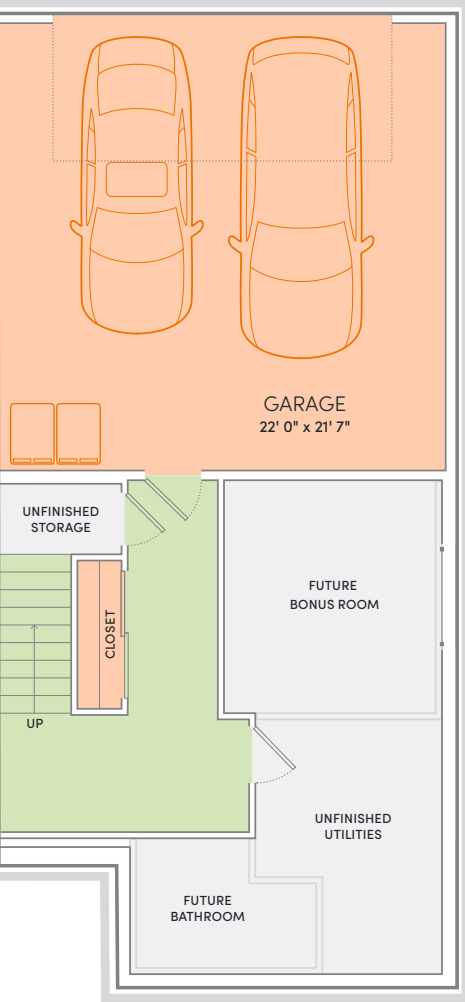 GARAGE
22' 0" x 21' 7"
UNFINISHED
STORAGE
FUTURE
BONUS ROOM
CLOSET
UP
UNFINISHED
UTILITIES
FUTURE
BATHROOM